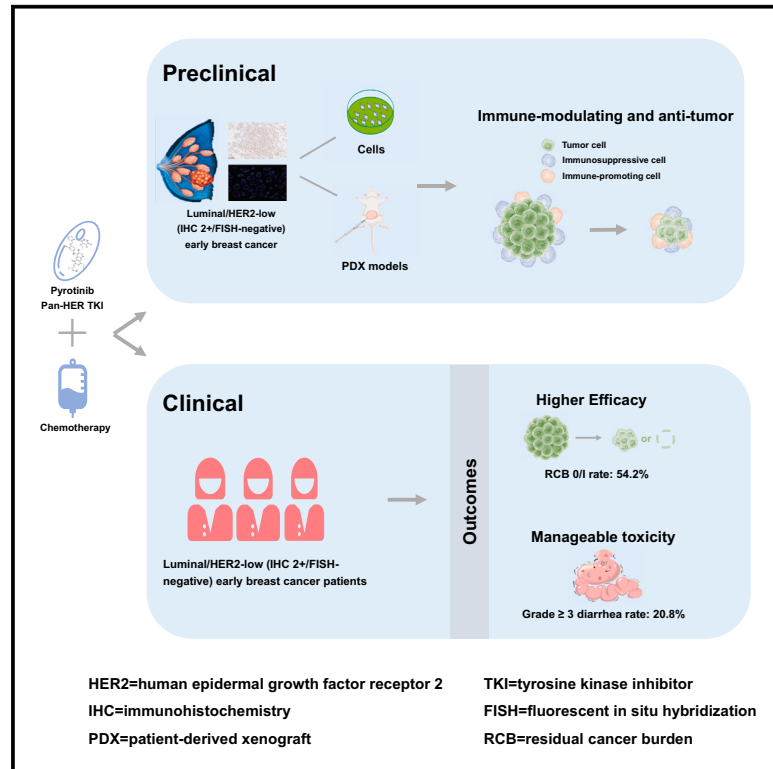 Preclinical
Luminal/HER2-low
(IHC 2+/FISH-negative)
early breast cancer
Cells
PDX models
Immune-modulating and anti-tumor
Tumor cell
Immunosuppressive cell
Immune-promoting cell
Pyrotinib
Pan-HER TKI
Chemotherapy
Clinical
Luminal/HER2-low (IHC 2+/FISH-
negative) early breast cancer patients
Outcomes
Higher Efficacy
or
RCB 0/I rate: 54.2%
Manageable toxicity
Grade ≥ 3 diarrhea rate: 20.8%
HER2=human epidermal growth factor receptor 2
TKI=tyrosine kinase inhibitor
IHC=immunohistochemistry
FISH=fluorescent in situ hybridization
PDX=patient-derived xenograft
RCB=residual cancer burden